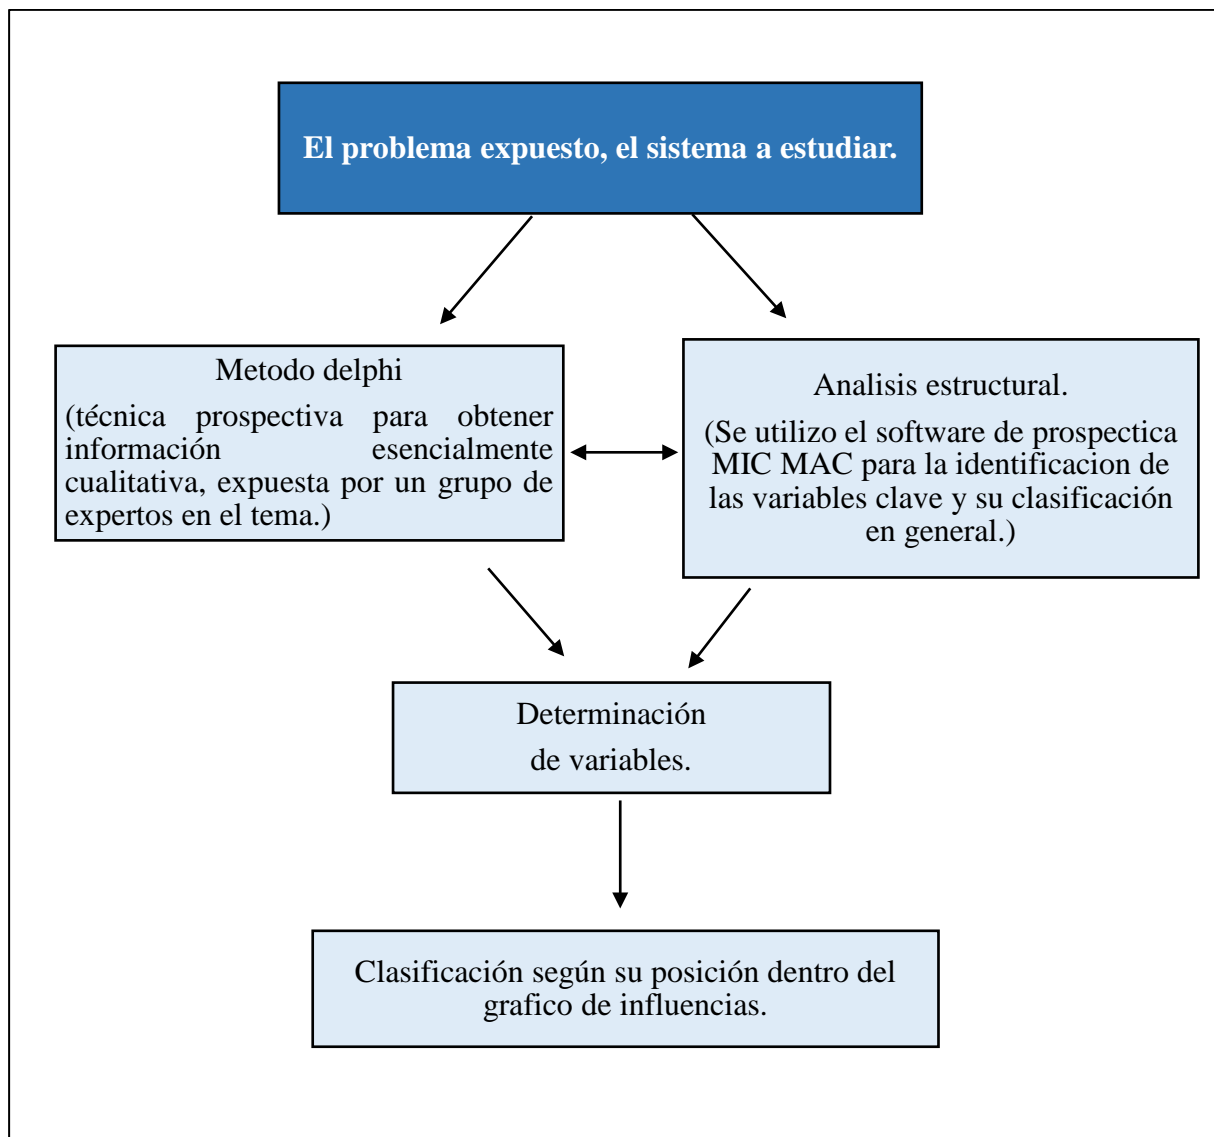 El problema expuesto, el sistema a estudiar.
Metodo delphi
(técnica prospectiva para obtener
información esencialmente
cualitativa, expuesta por un grupo de
expertos en el tema.)
Analisis estructural.
(Se utilizo el software de prospectica
MIC MAC para la identificacion de
las variables clave y su clasificación
en general.)
Determinación
de variables.
Clasificación según su posición dentro del
grafico de influencias.